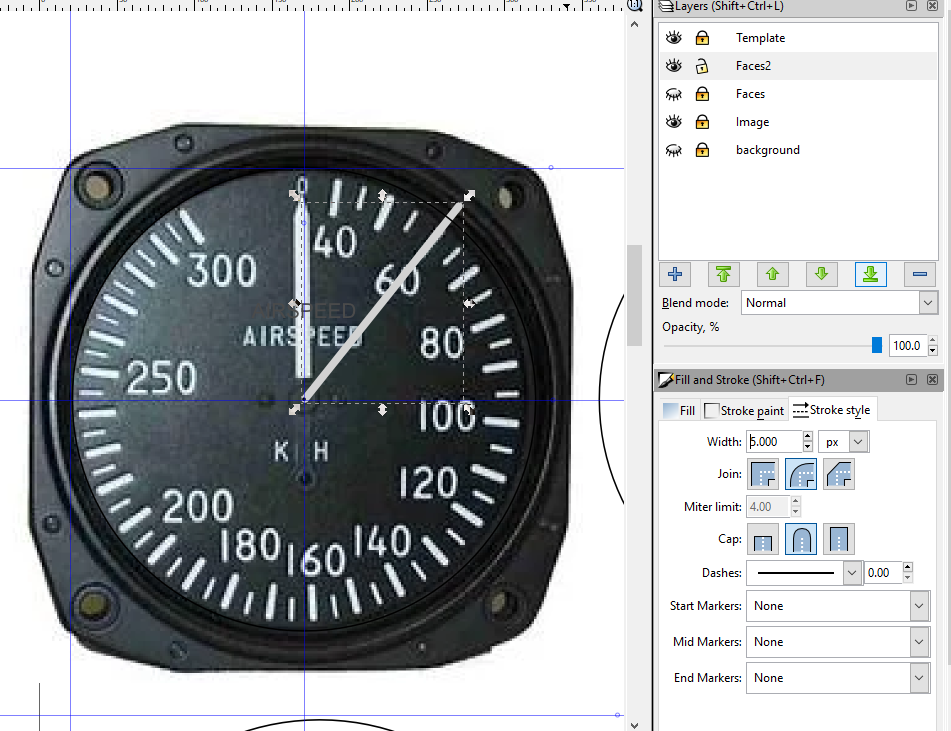 Layers (Shift+Ctrl+L)
Template
Faces2
Faces
Image
background
Blend mode: Normal
Opacity, %
100.0
Fill and Stroke (Shift+Ctrl+F)
Fill Stroke paint Stroke style
Width: 5.000 px
Join:
Miter limit: 4.00
Cap:
Dashes: 0.00
Start Markers: None
Mid Markers: None
End Markers: None
0
40
300
60
AIRSPEED
AIRSPEED
80
250
100
K H
120
200
180
160
140